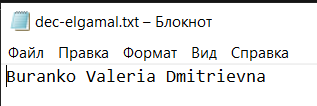 dec-elgamal.txt – Блокнот
Файл Правка Формат Вид Справка
Buranko Valeria Dmitrievna